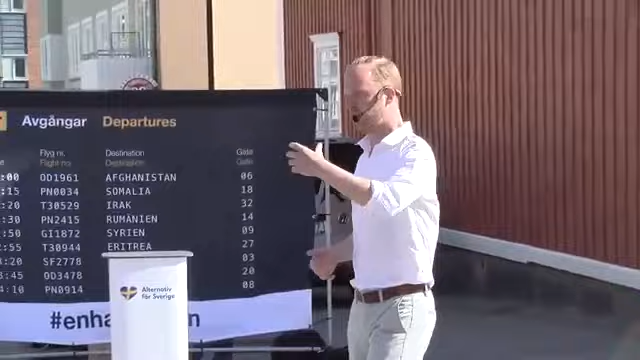 Avgångar Departures
Flyg nr. Destination Gate
Flight no. Destination Gate
:00 OD1961 AFGHANISTAN 06
:15 PN0034 SOMALIA 18
:20 T30529 IRAK 32
:30 PN2415 RUMÄNIEN 14
:50 GI1872 SYRIEN 09
2:55 T30944 ERITREA 27
:20 SF2778 03
:45 OD3478 20
:10 PN0914 08
Alternativ
för Sverige
#enha